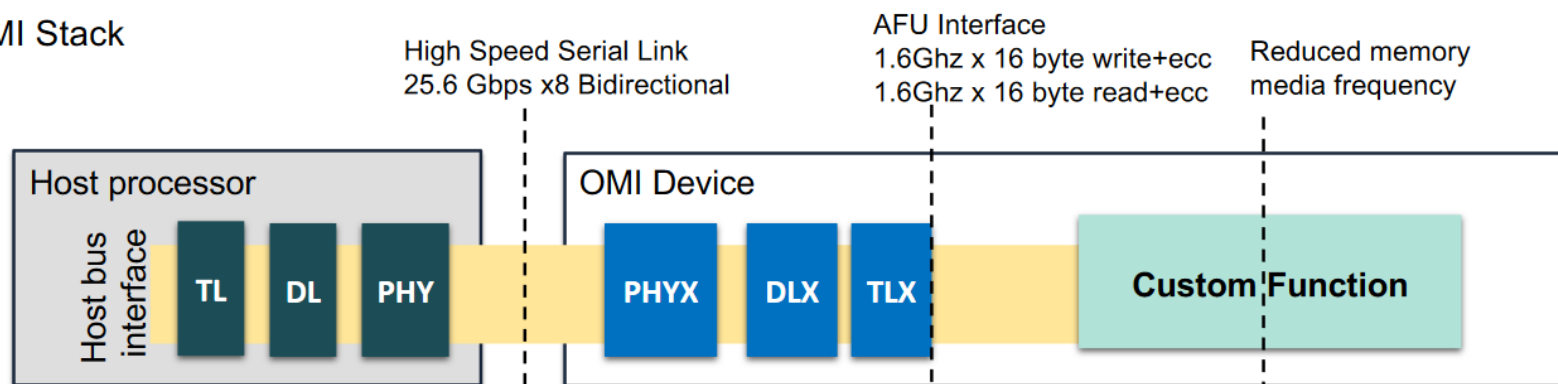 MI Stack
High Speed Serial Link
25.6 Gbps x8 Bidirectional
AFU Interface
1.6Ghz x 16 byte write+ecc
1.6Ghz x 16 byte read+ecc
Reduced memory
media frequency
Host processor
Host bus
interface
TL
DL
PHY
OMI Device
PHYX
DLX
TLX
Custom Function